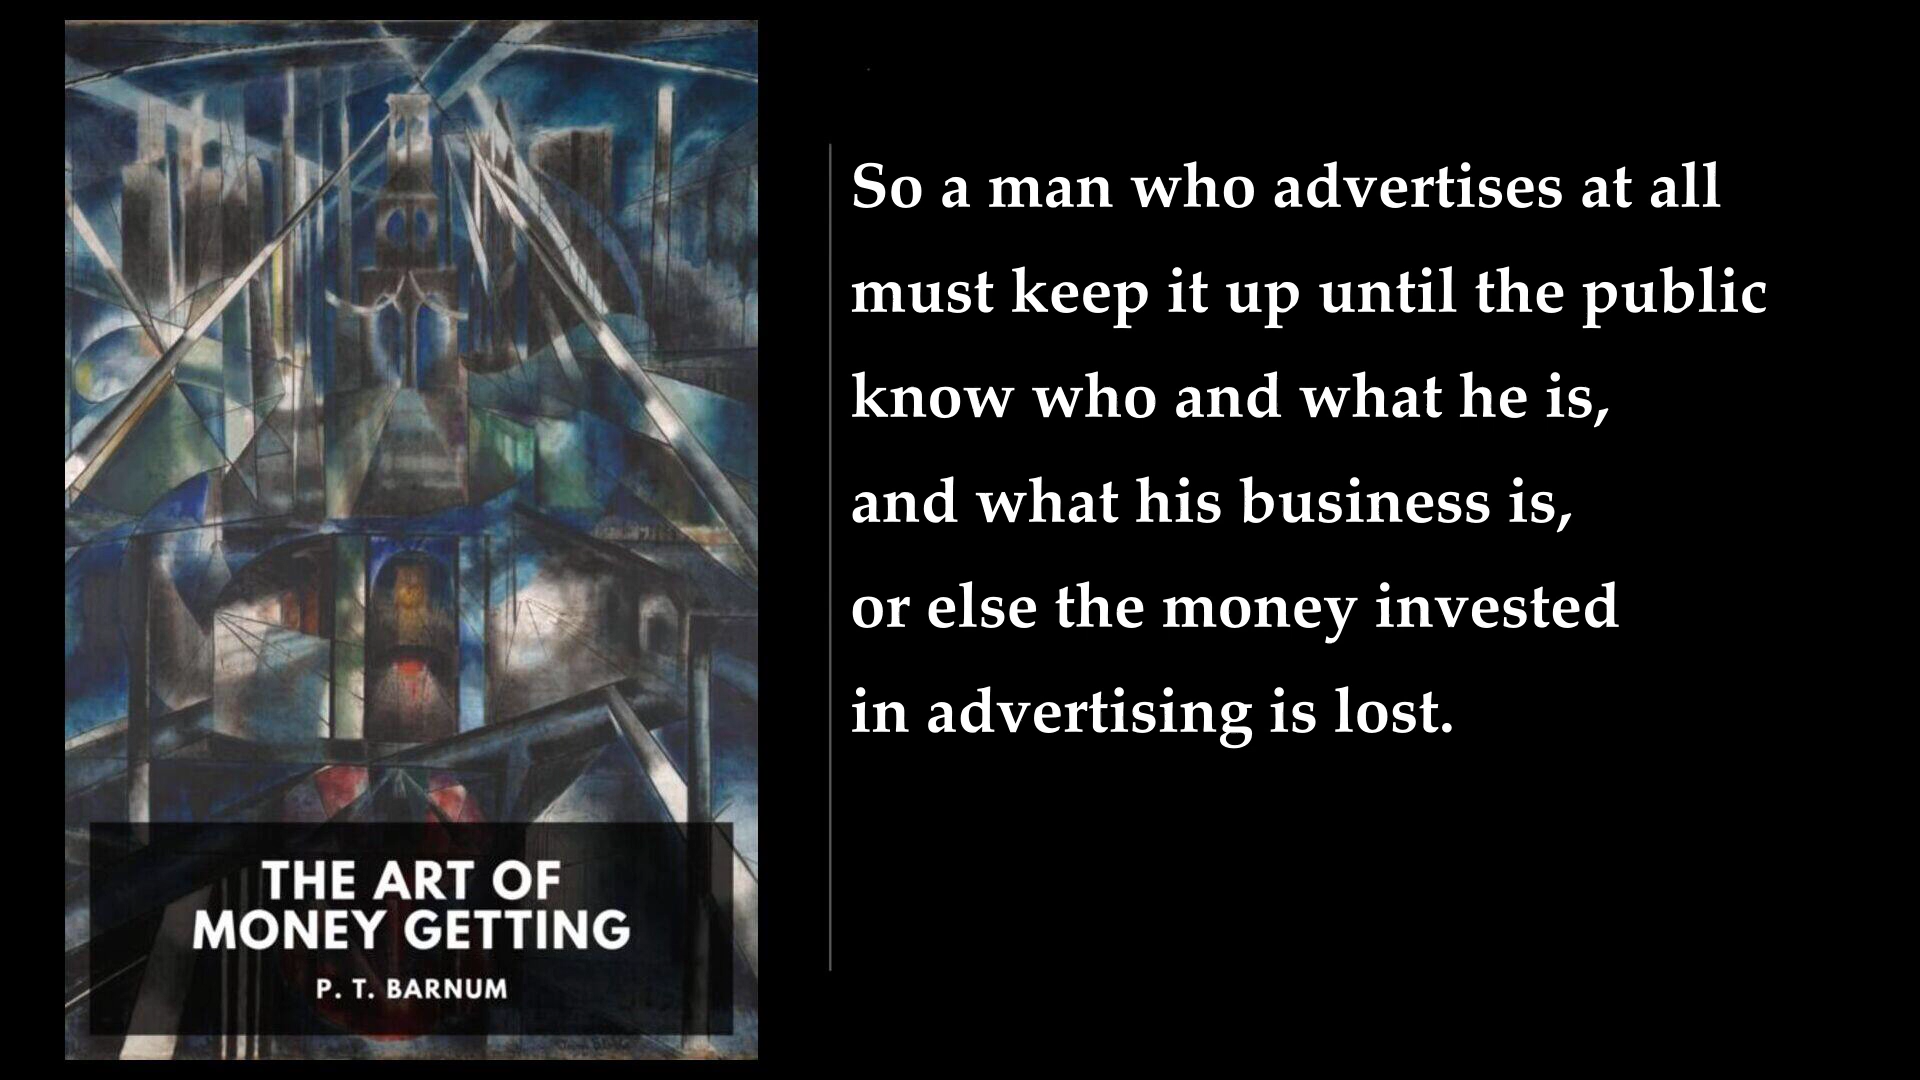 So a man who advertises at all
must keep it up until the public
know who and what he is,
and what his business is,
or else the money invested
in advertising is lost.
THE ART OF
MONEY GETTING
P. T. BARNUM